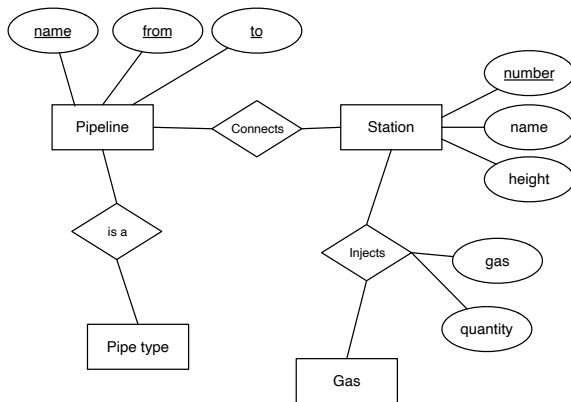 name
from
to
number
Pipeline
Connects
Station
name
height
is a
Injects
gas
quantity
Pipe type
Gas